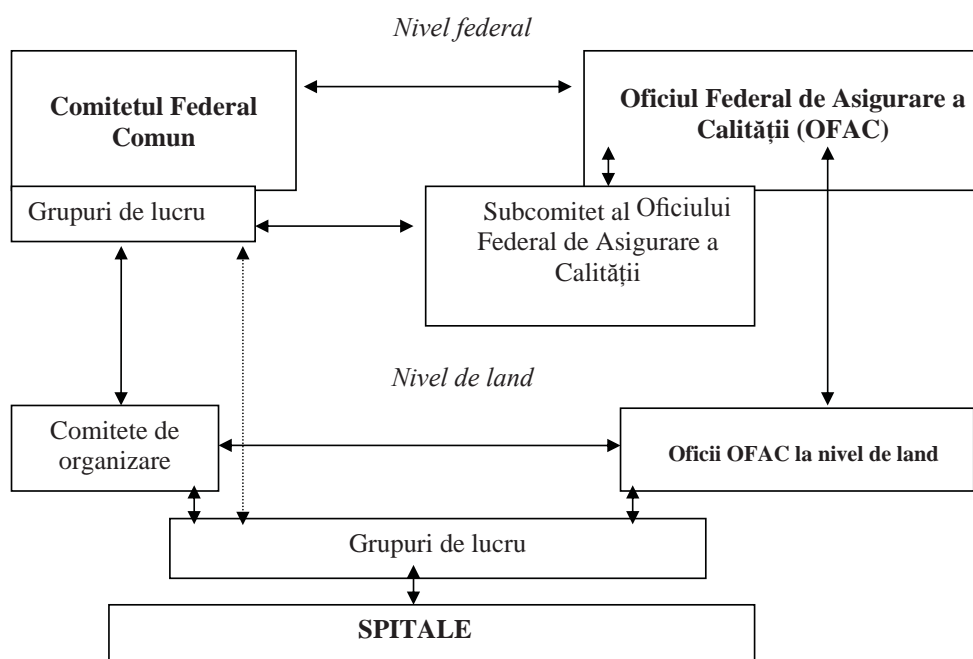 Nivel federal
Comitetul Federal
Comun
Oficiul Federal de Asigurare a
Calității (OFAC)
Grupuri de lucru
Subcomitet al Oficiului
Federal de Asigurare a
Calității
Nivel de land
Comitete de
organizare
Oficii OFAC la nivel de land
Grupuri de lucru
SPITALE